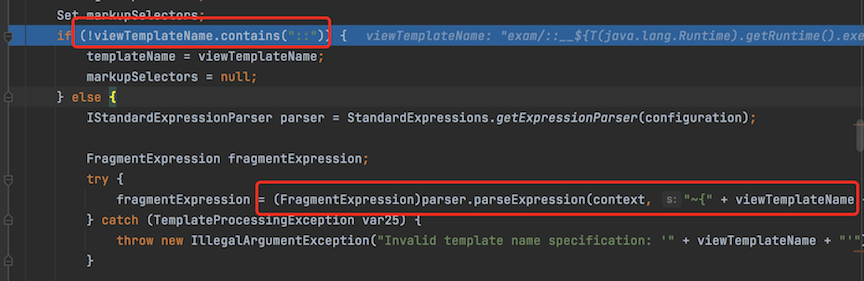 Set markupSelectors;
if (!viewTemplateName.contains("::")) {   viewTemplateName: "exam/::__${T(java.lang.Runtime).getRuntime().exe
templateName = viewTemplateName;
markupSelectors = null;
} else {
IStandardExpressionParser parser = StandardExpressions.getExpressionParser(configuration);
FragmentExpression fragmentExpression;
try {
fragmentExpression = (FragmentExpression)parser.parseExpression(context, s: "~{" + viewTemplateName +
} catch (TemplateProcessingException var25) {
throw new IllegalArgumentException("Invalid template name specification: '" + viewTemplateName + "'"
}